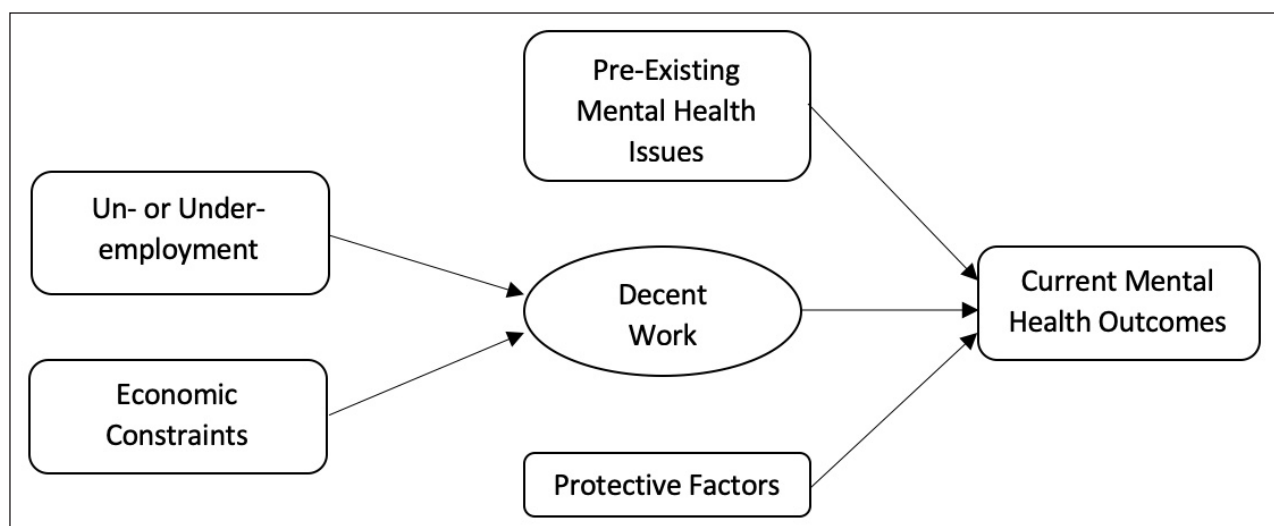 Pre-Existing
Mental Health
Issues
Un- or Under-
employment
Decent
Work
Current Mental
Health Outcomes
Economic
Constraints
Protective Factors